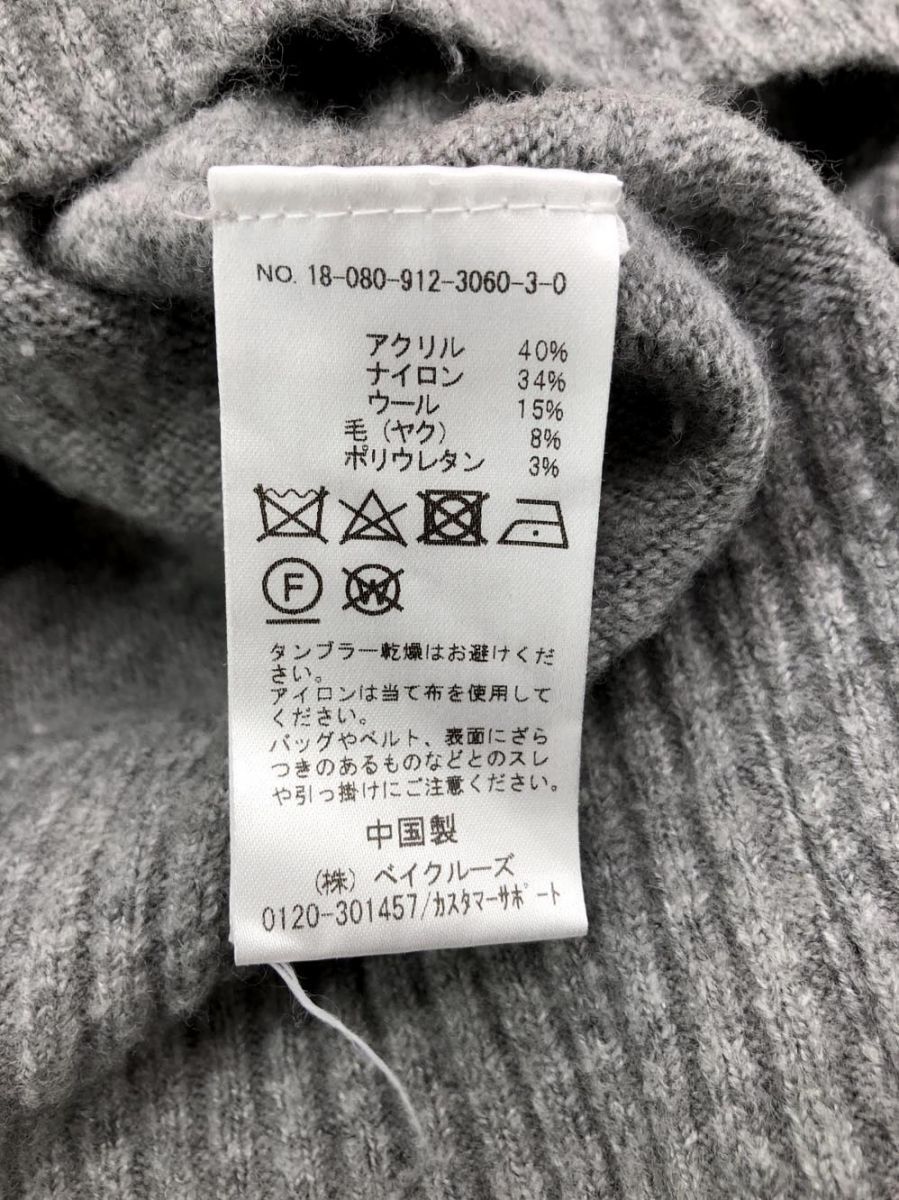 NO. 18-080-912-3060-3-0
アクリル 40%
ナイロン 34%
ウール 15%
毛(ヤク) 8%
ポリウレタン 3%
F
W
タンブラー乾燥はお避けくだ
さい。
アイロンは当て布を使用して
ください。
バッグやベルト、表面にざら
つきのあるものなどとのスレ
や引っ掛けにご注意ください。
中国製
(株) ベイクルーズ
0120-301457/カスタマーサポート